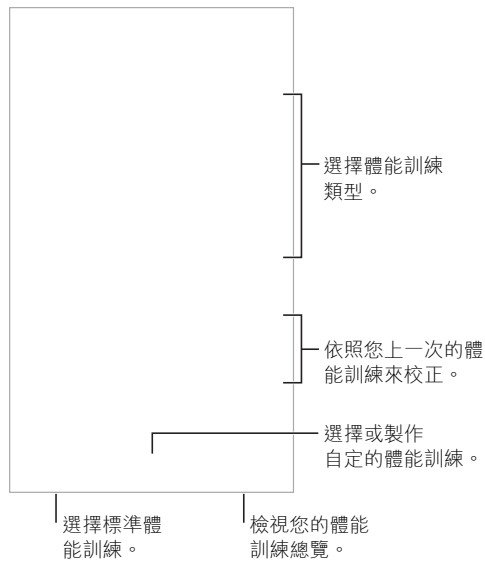 選擇體能訓練
類型。
依照您上一次的體
能訓練來校正。
選擇或製作
自定的體能訓練。
選擇標準體
能訓練。
檢視您的體能
訓練總覽。